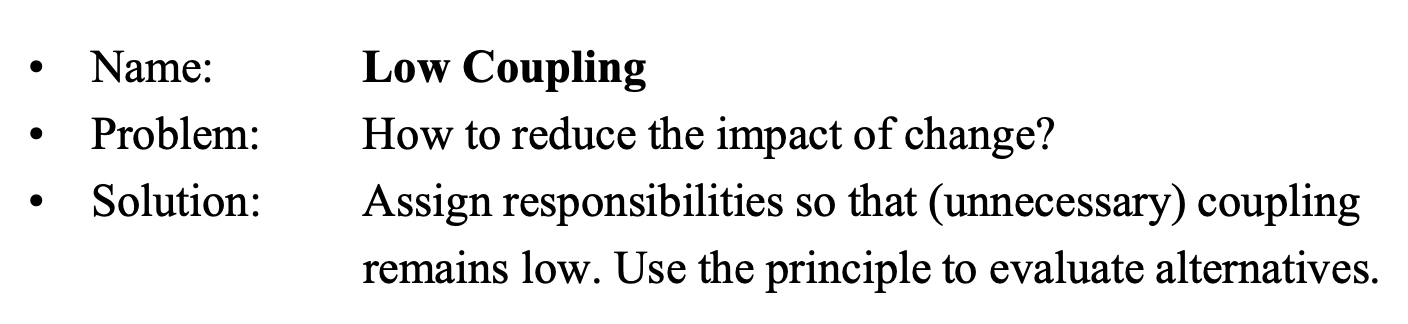 • Name: Low Coupling
• Problem: How to reduce the impact of change?
• Solution: Assign responsibilities so that (unnecessary) coupling
remains low. Use the principle to evaluate alternatives.